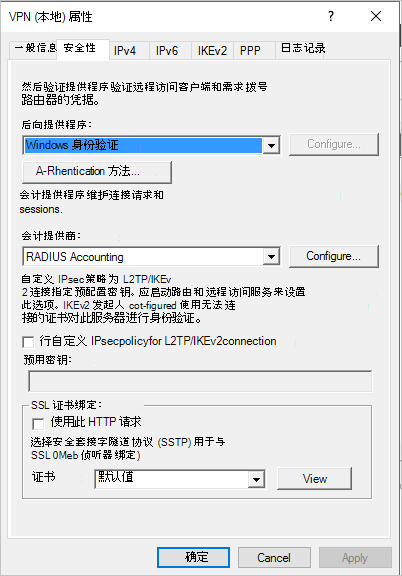 VPN (本地) 属性
一般信息 安全性 IPv4 IPv6 IKEv2 PPP 日志记录
然后验证提供程序验证远程访问客户端和需求拨号
路由器的凭据。
后向提供程序:
Windows 身份验证 Configure...
A-Rhentication 方法...
会计提供程序维护连接请求和
sessions.
会计提供商:
RADIUS Accounting Configure...
自定义 IPsec策略为 L2TP/IKEv
2 连接指定预配置密钥。应启动路由和远程访问服务来设置
此选项。IKEv2 发起人 cot-figured 使用无法连
接的证书对此服务器进行身份验证。
行自定义 IPsecpolicyfor L2TP/IKEv2connection
预用密钥:
SSL 证书绑定:
使用此 HTTP 请求
选择安全套接字隧道协议 (SSTP) 用于与
SSL 0Meb 侦听器绑定)
证书 默认值 View
确定 Cancel Apply